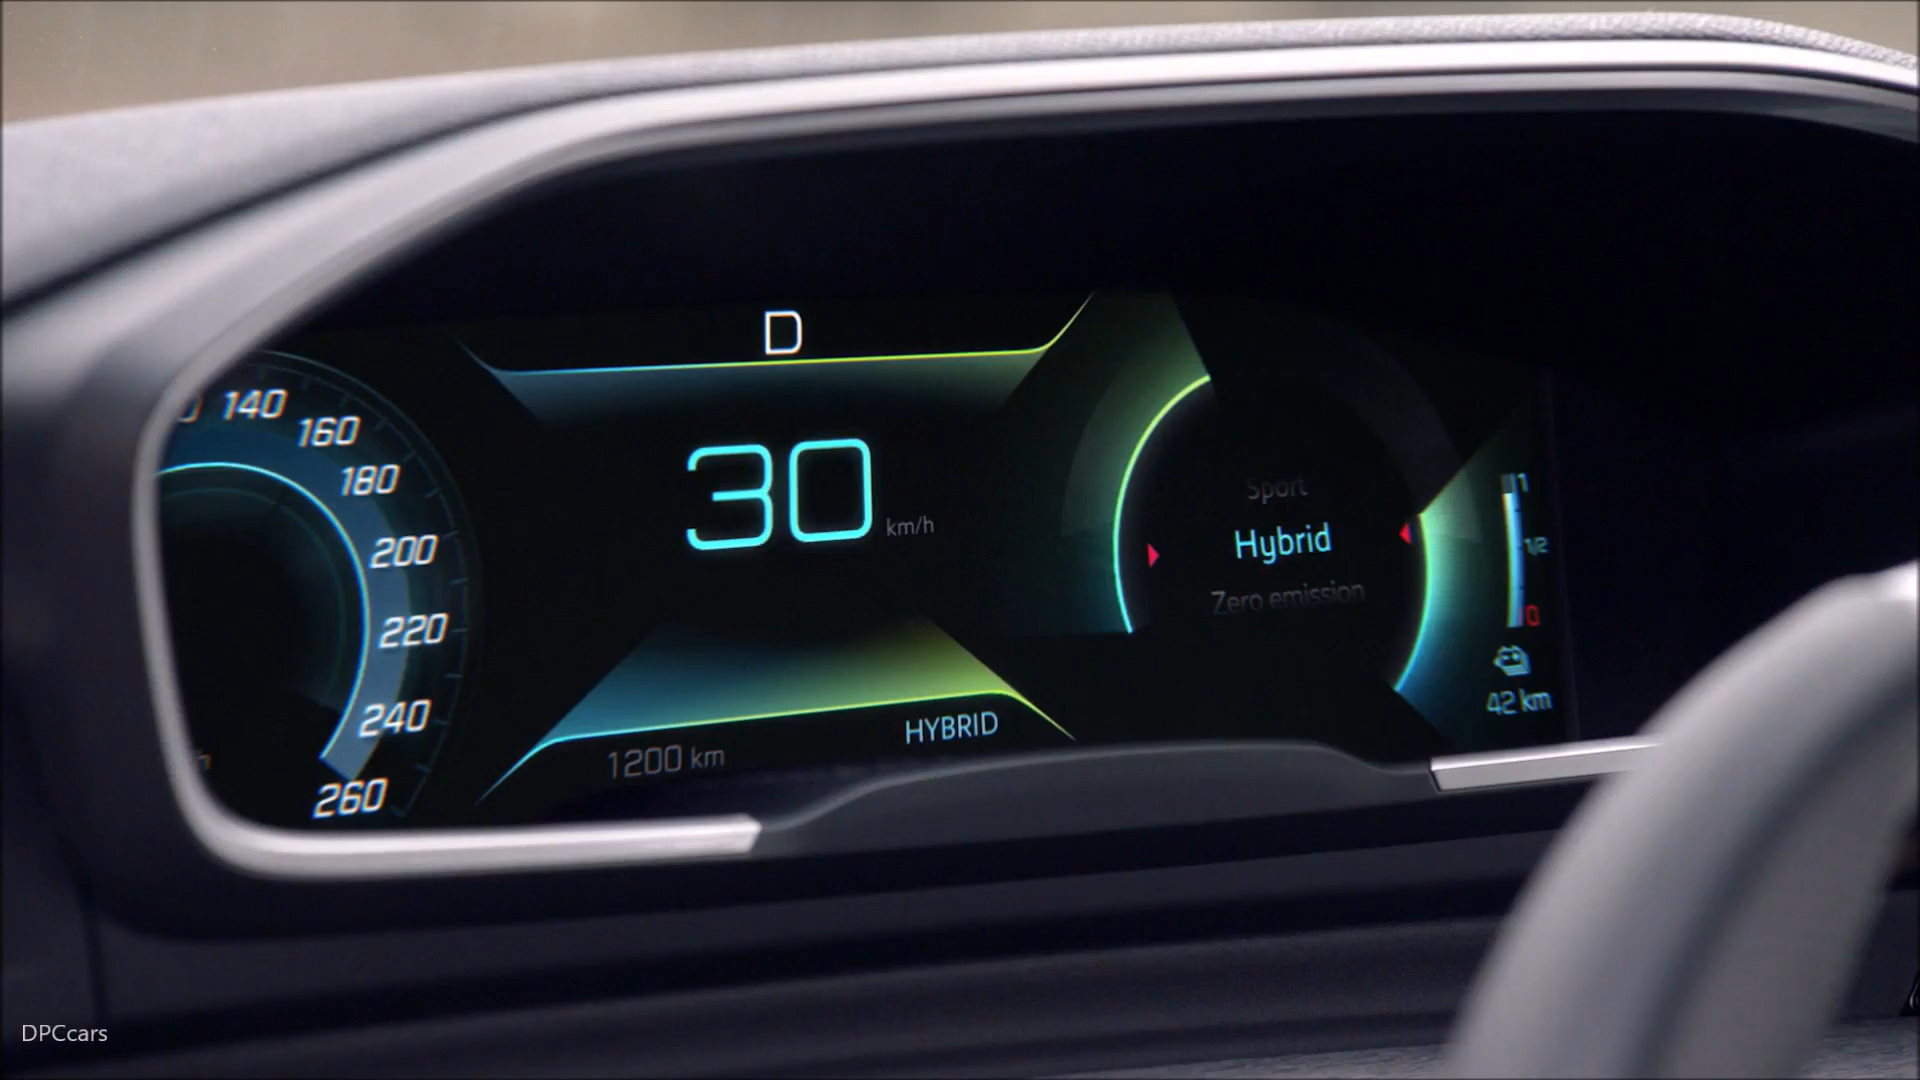 D
140
160
180
200
220
240
260
30 km/h
1200 km
HYBRID
Sport
Hybrid
Zero emission
1
1/2
0
42 km
DPCcars